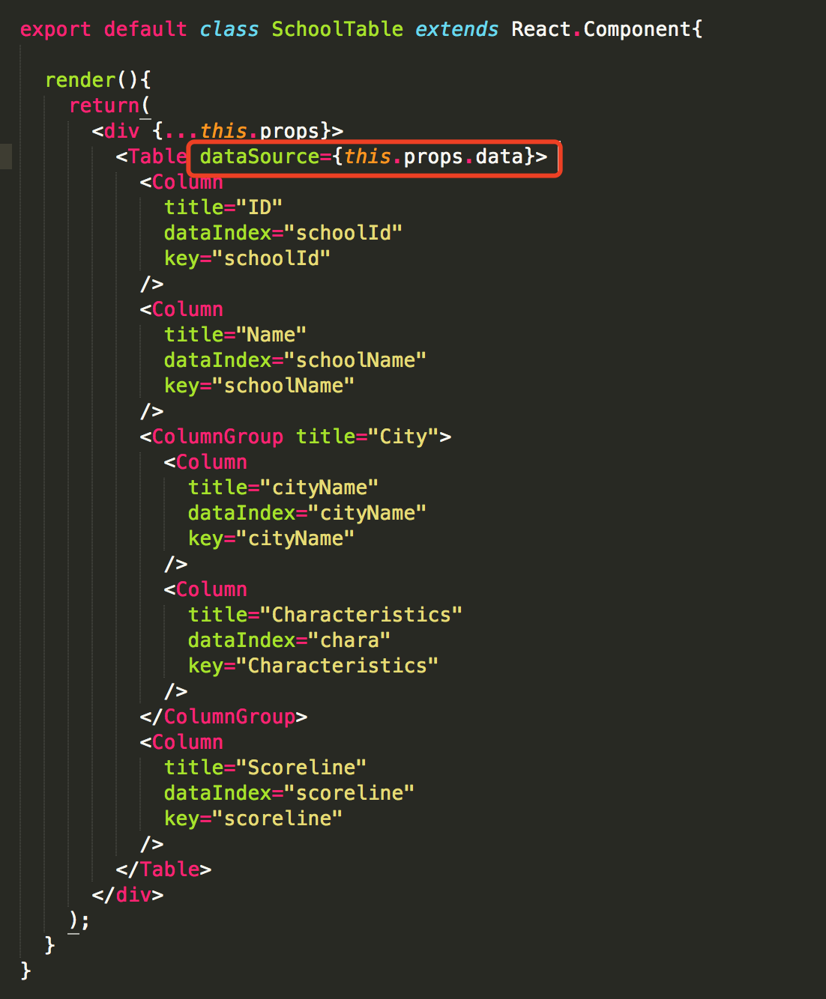 export default class SchoolTable extends React.Component{
render(){
return(
<div {...this.props}>
<Table dataSource={this.props.data}>
<Column
title="ID"
dataIndex="schoolId"
key="schoolId"
/>
<Column
title="Name"
dataIndex="schoolName"
key="schoolName"
/>
<ColumnGroup title="City">
<Column
title="cityName"
dataIndex="cityName"
key="cityName"
/>
<Column
title="Characteristics"
dataIndex="chara"
key="Characteristics"
/>
</ColumnGroup>
<Column
title="Scoreline"
dataIndex="scoreline"
key="scoreline"
/>
</Table>
</div>
);
}
}